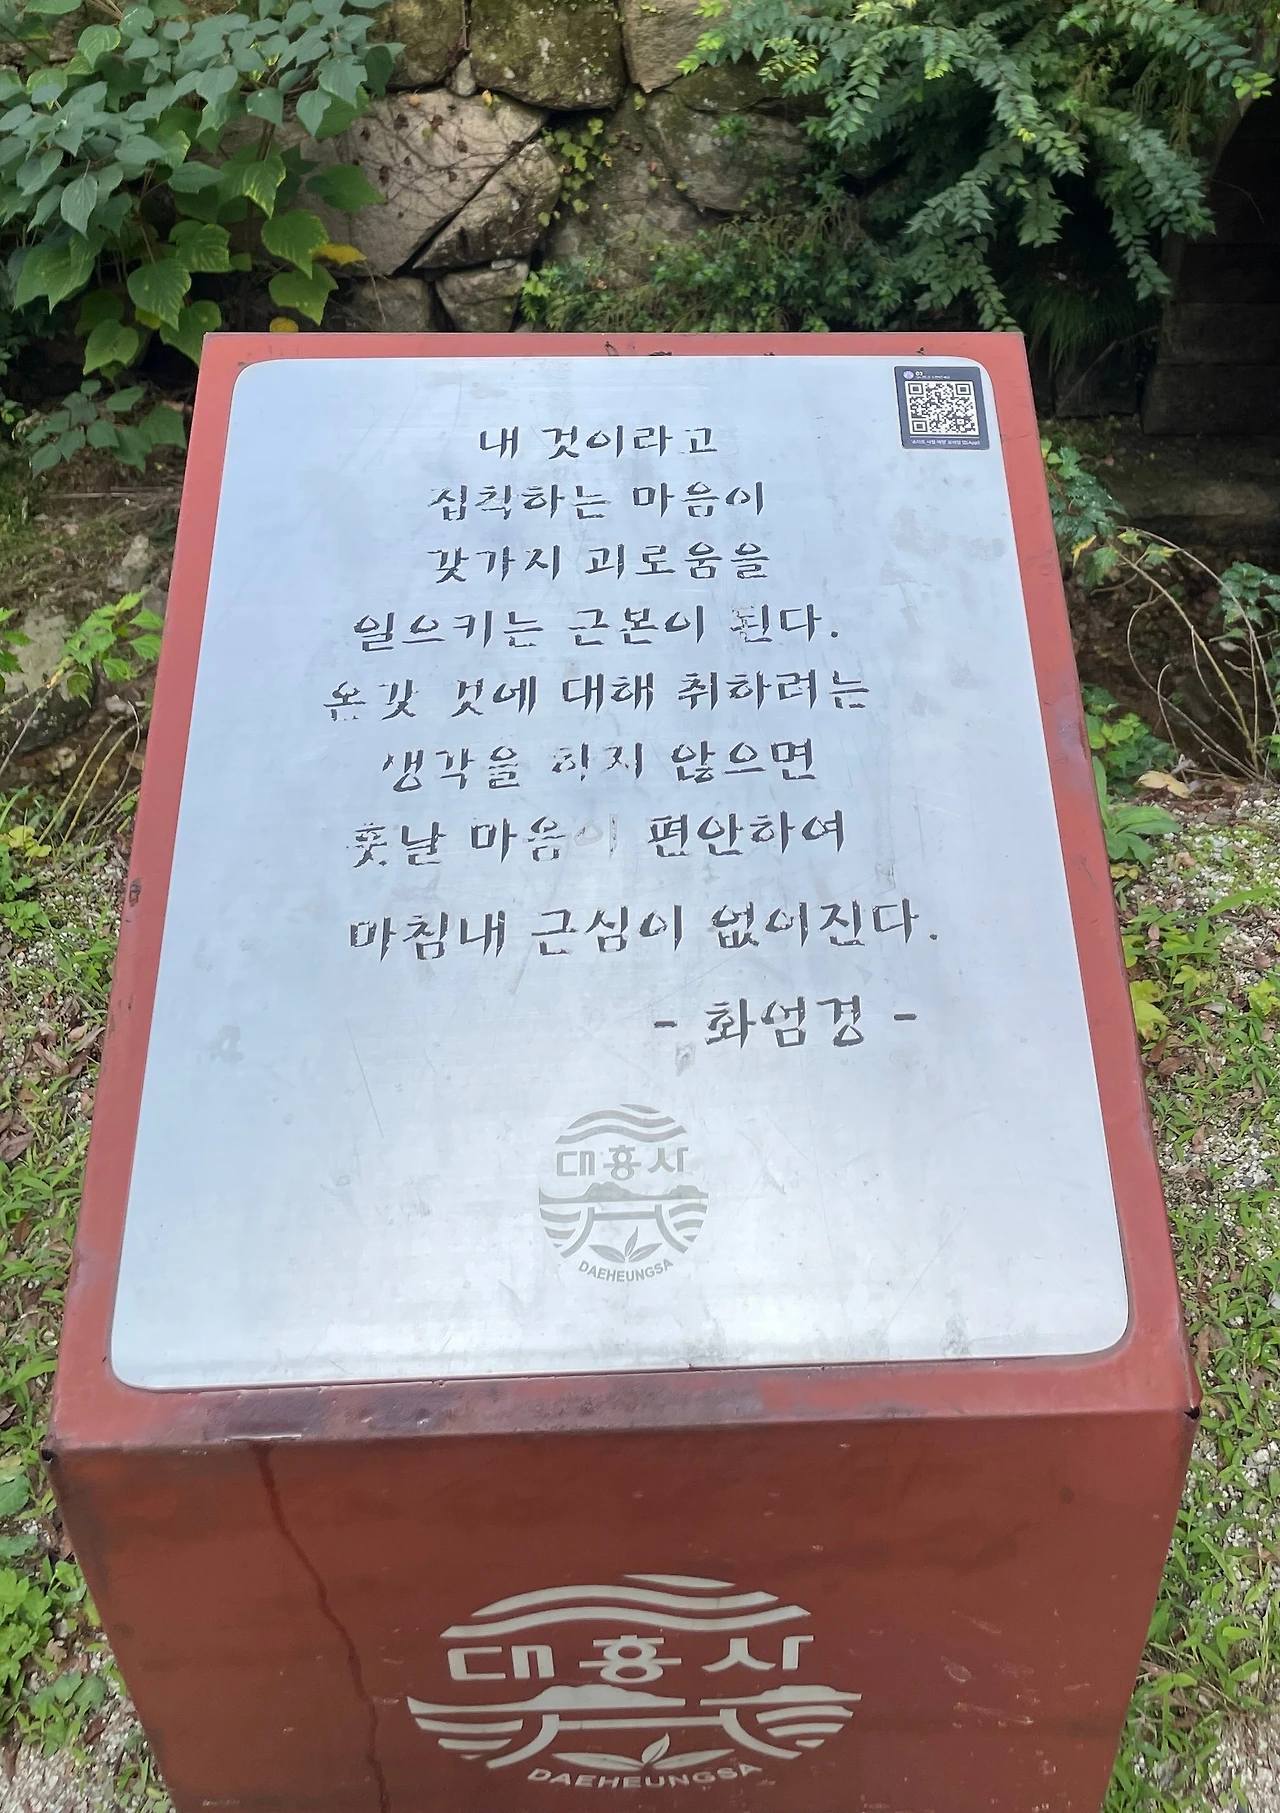 내 것이라고
집착하는 마음이
갖가지 괴로움을
일으키는 근본이 된다.
온갖 것에 대해 취하려는
생각을 하지 않으면
훗날 마음이 편안하여
마침내 근심이 없어진다.
- 화엄경 -
대흥사
DAEHEUNGSA
대흥사
DAEHEUNGSA